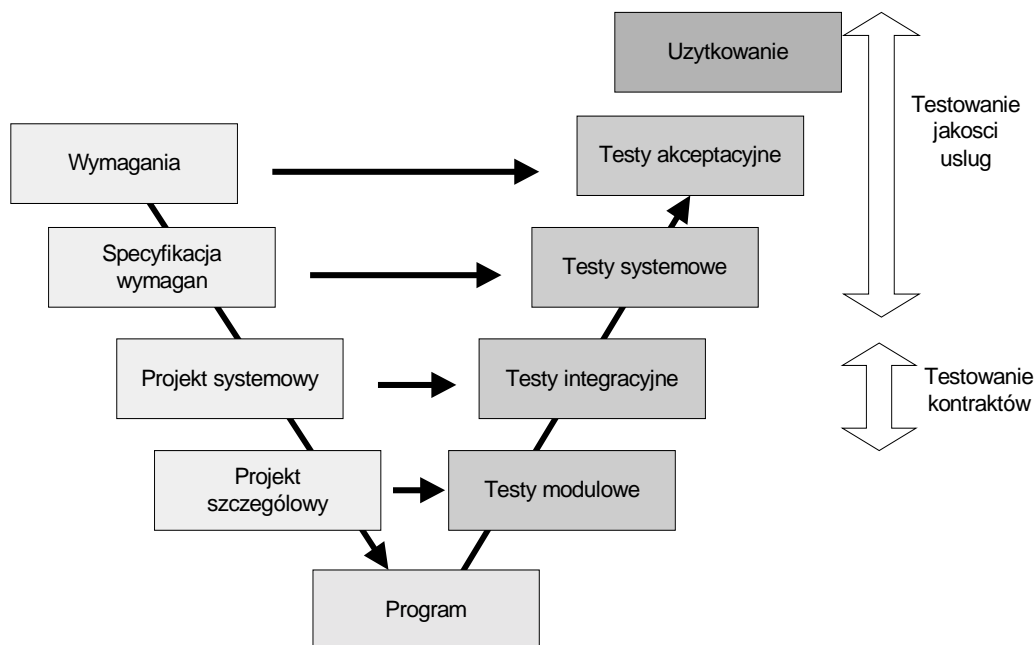 Uzytkowanie
Testowanie
jakosci
uslug
Wymagania
Testy akceptacyjne
Specyfikacja
wymagan
Testy systemowe
Projekt systemowy
Testy integracyjne
Testowanie
kontraktów
Projekt
szczególowy
Testy modulowe
Program